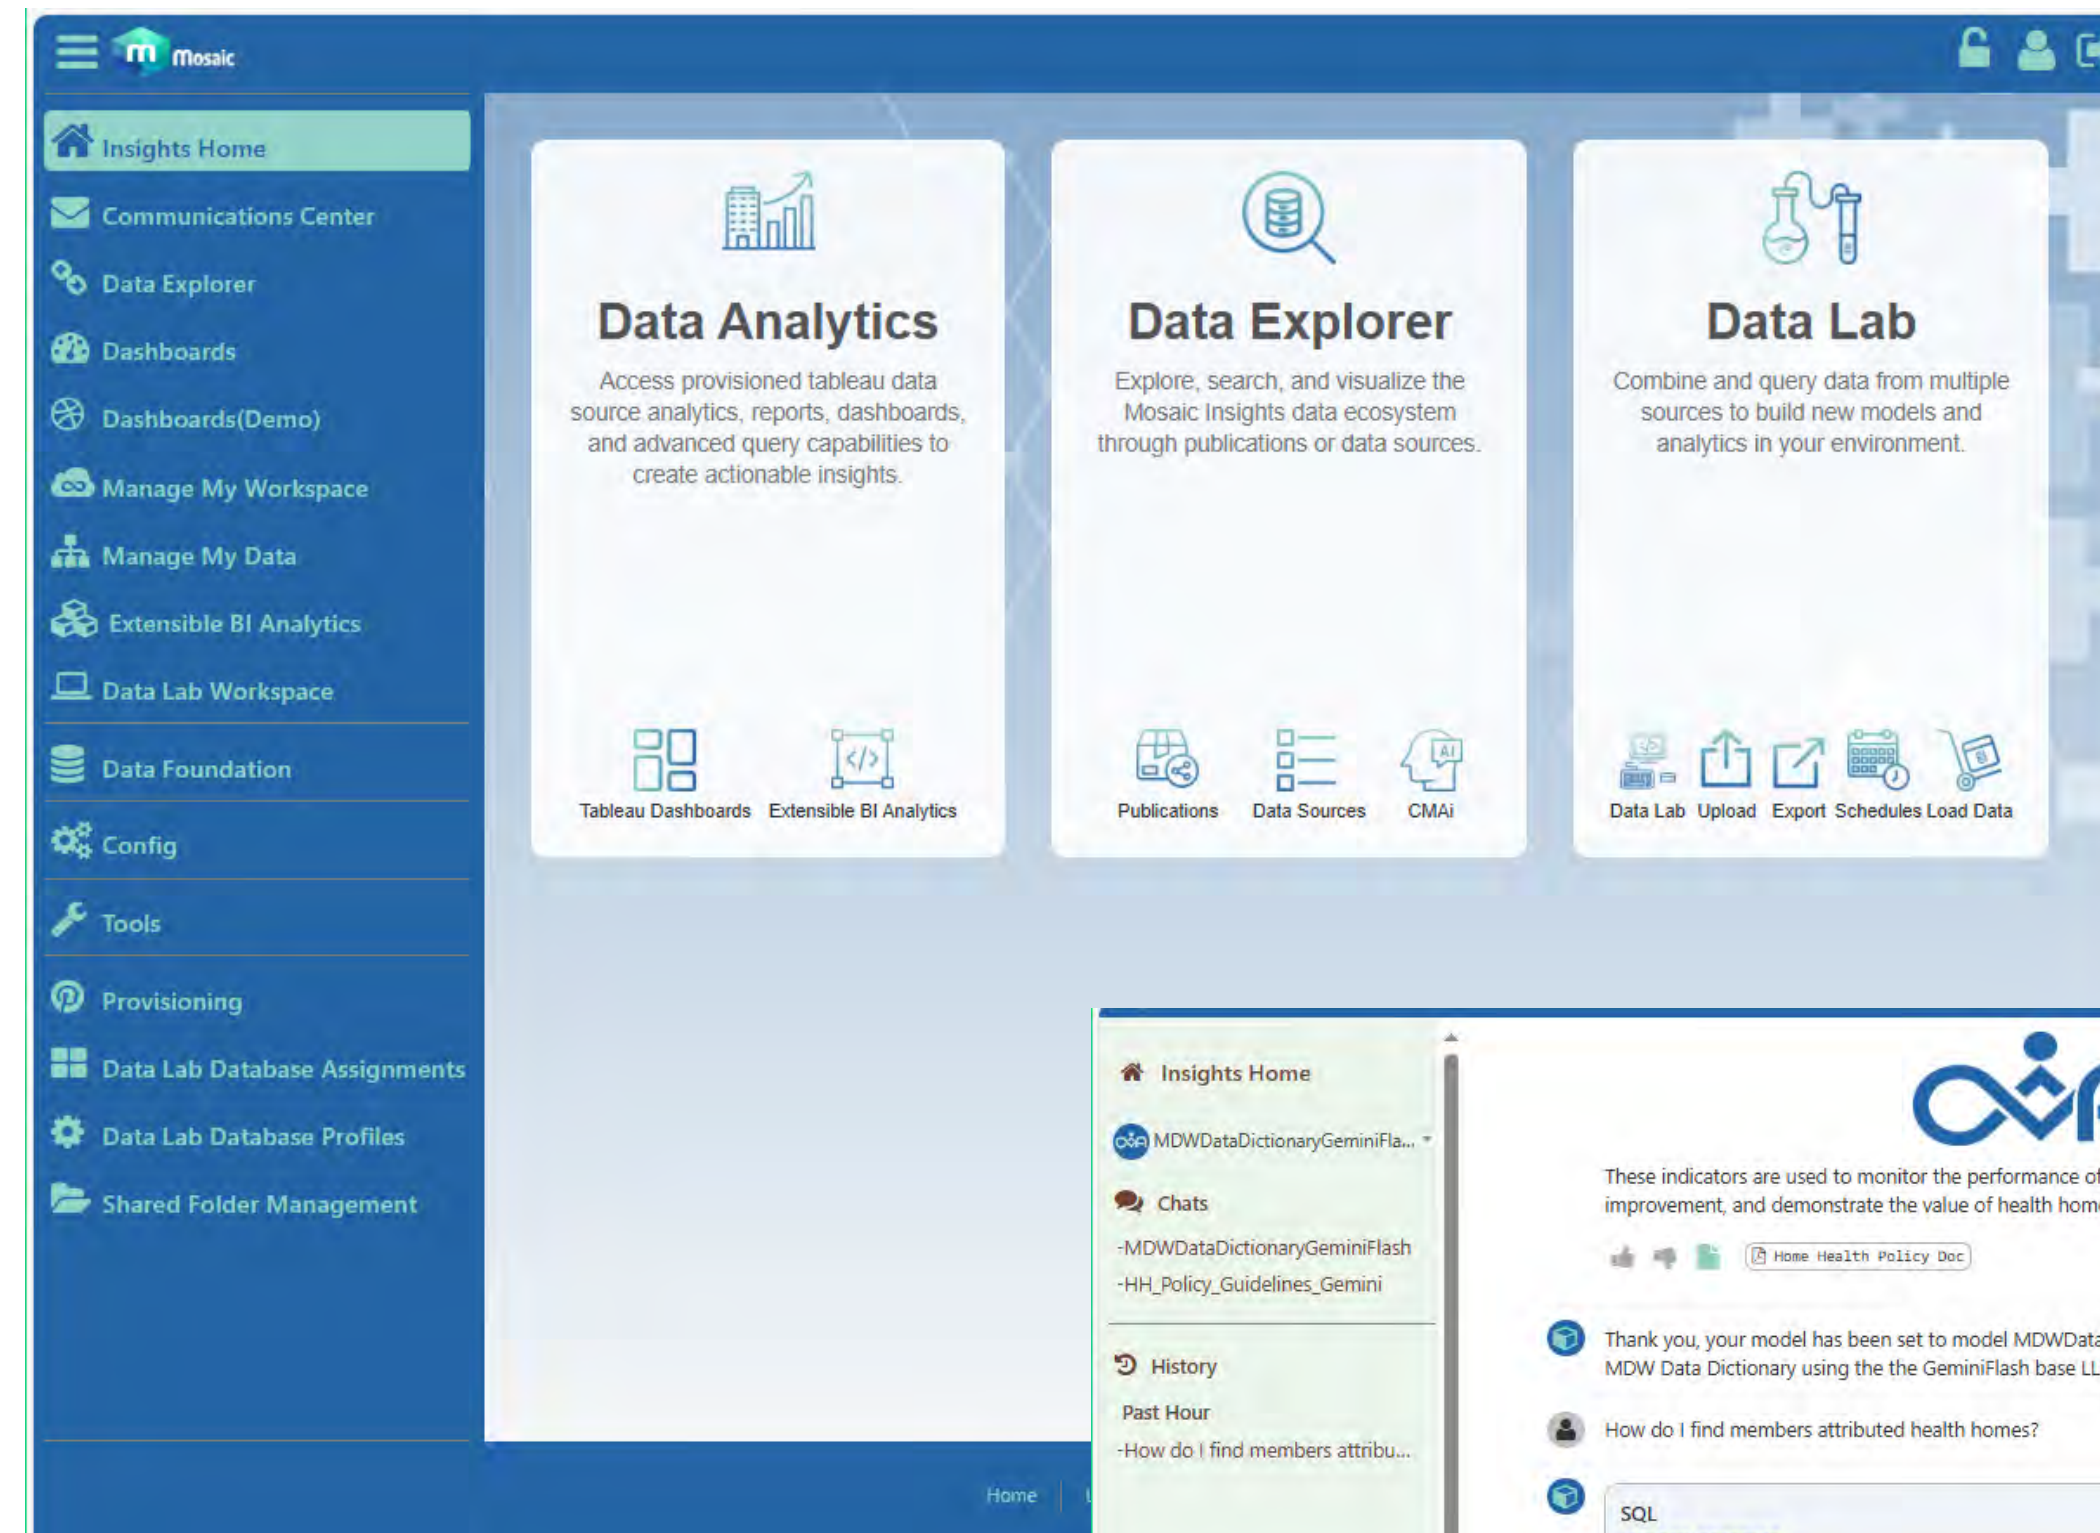 Mosaic
Insights Home
Communications Center
Data Explorer
Dashboards
Dashboards(Demo)
Manage My Workspace
Manage My Data
Extensible BI Analytics
Data Lab Workspace
Data Foundation
Config
Tools
Provisioning
Data Lab Database Assignments
Data Lab Database Profiles
Shared Folder Management
Data Analytics
Access provisioned tableau data
source analytics, reports, dashboards,
and advanced query capabilities to
create actionable insights.
Tableau Dashboards Extensible BI Analytics
Data Explorer
Explore, search, and visualize the
Mosaic Insights data ecosystem
through publications or data sources.
Publications Data Sources CMAi
Data Lab
Combine and query data from multiple
sources to build new models and
analytics in your environment.
Data Lab Upload Export Schedules Load Data
Home
Insights Home
MDWDataDictionaryGeminiFla...
Chats
-MDWDataDictionaryGeminiFlash
-HH_Policy_Guidelines_Gemini
History
Past Hour
-How do I find members attribu...
These indicators are used to monitor the performance of
improvement, and demonstrate the value of health hom
Home Health Policy Doc
Thank you, your model has been set to model MDWData
MDW Data Dictionary using the the GeminiFlash base LL
How do I find members attributed health homes?
SQL